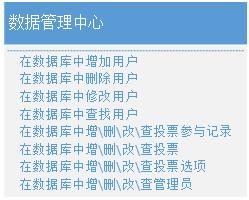 数据管理中心
在数据库中增加用户
在数据库中删除用户
在数据库中修改用户
在数据库中查找用户
在数据库中增\删\改\查投票参与记录
在数据库中增\删\改\查投票
在数据库中增\删\改\查投票选项
在数据库中增\删\改\查管理员